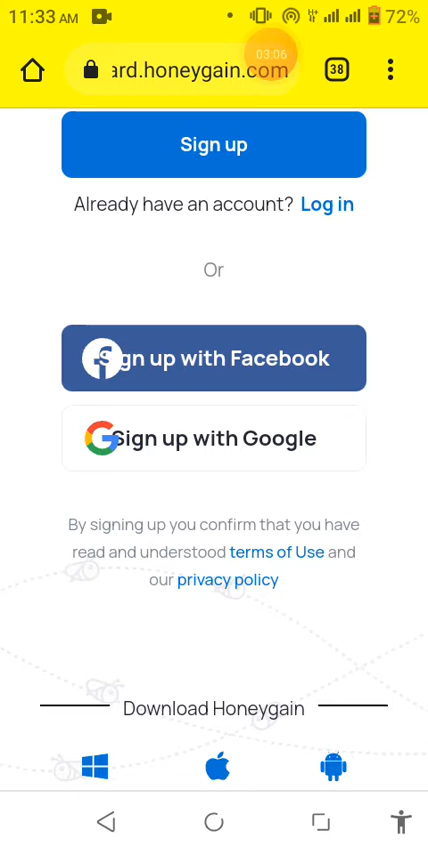 11:33 AM
72%
ard.honeygain.com
03:06
38
Sign up
Already have an account? Log in
Or
Sign up with Facebook
Sign up with Google
By signing up you confirm that you have
read and understood terms of Use and
our privacy policy
Download Honeygain